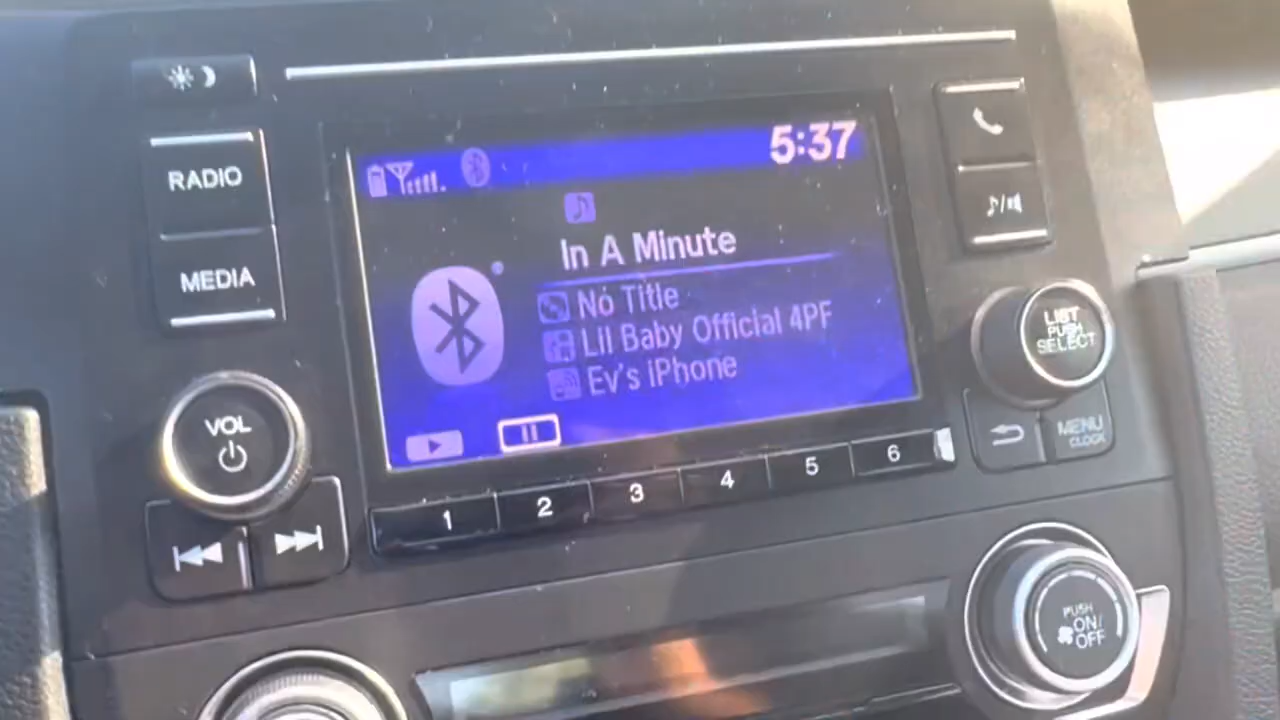 5:37
RADIO
MEDIA
In A Minute
No Title
Lil Baby Official 4PF
Ev's iPhone
LIST
PUSH
SELECT
VOL
MENU
CLOCK
1 2 3 4 5 6
PUSH
ON/
OFF